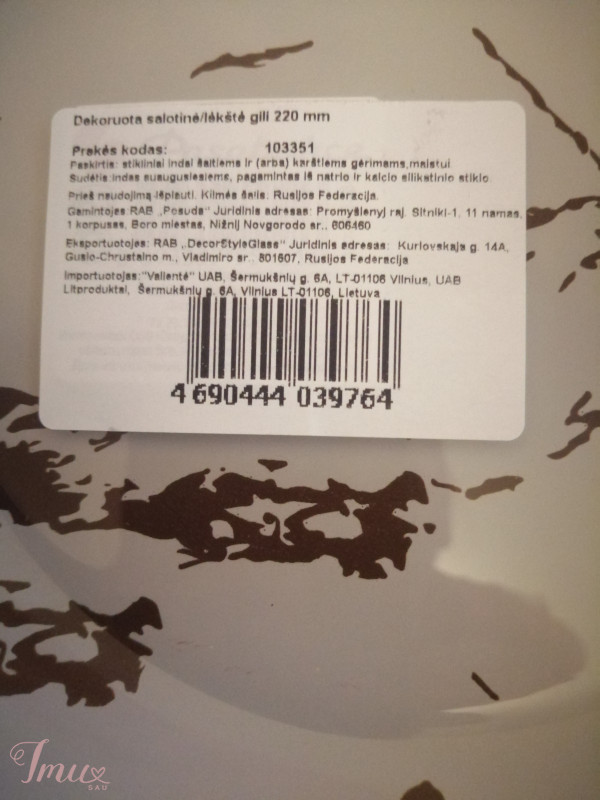 Dekoruota salotinė/lėkštė gili 220 mm
Prekės kodas: 103351
Paskirtis: stikliniai indai šaltiems ir (arba) karštiems gėrimams,maistui
Sudėtis:indas suaugusiesiems, pagamintas iš natrio ir kalcio silikatinio stiklo.
Prieš naudojimą išplauti. Kilmės šalis: Rusijos Federacija.
Gamintojas RAB „Posuda" Juridinis adresas: Promyšlenyj raj. Sitniki-1, 11 namas,
1 korpusas, Boro miestas, Nižnij Novgorodo sr., 606460
Eksportuotojas: RAB „DecorStyleGlass" Juridinis adresas: Kurlovskaja g. 14A,
Gusio-Chrustalno m., Vladimiro sr., 601507, Rusijos Federacija
Importuotojas:"Valientė" UAB, Šermukšnių g. 6A, LT-01106 Vilnius, UAB
Litproduktai, Šermukšnių g. 6A, Vilnius LT-01106, Lietuva
4 690444 039764
Imu
SAU